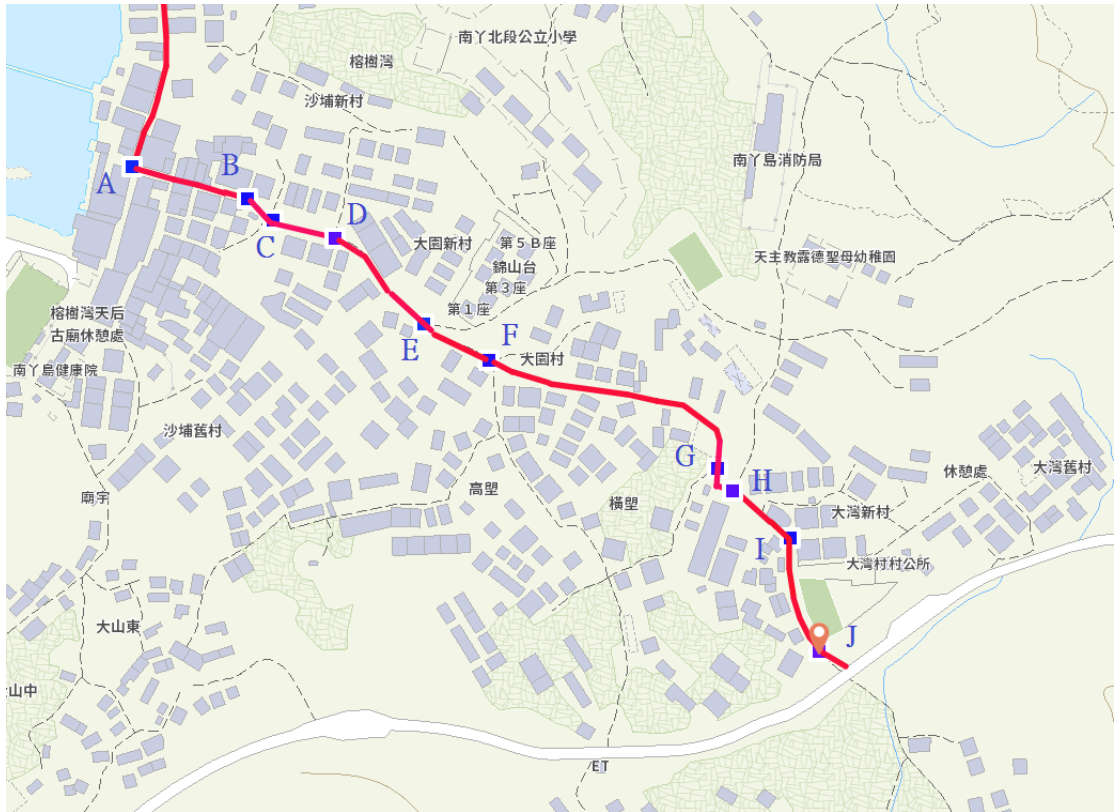 南丫北段公立小學
榕樹灣
沙埔新村
南丫島消防局
A
B
C
D
大園新村
第5B座
錦山台
第3座
第1座
天主教露德聖母幼稚園
榕樹灣天后
古廟休憩處
南丫島健康院
E
F
大園村
沙埔舊村
G
H
高塱
橫塱
休憩處
大灣舊村
大灣新村
廟宇
I
大灣村村公所
大山東
J
山中
ET